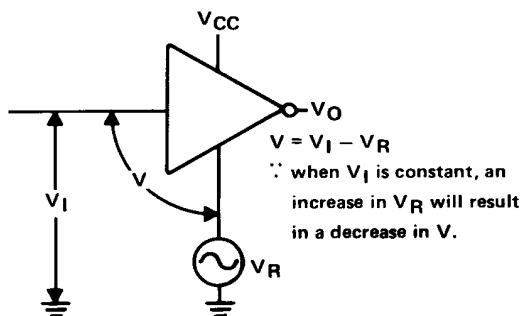 VCC
VO
V = VI – VR
∵ when VI is constant, an
increase in VR will result
in a decrease in V.
V
VI
VR